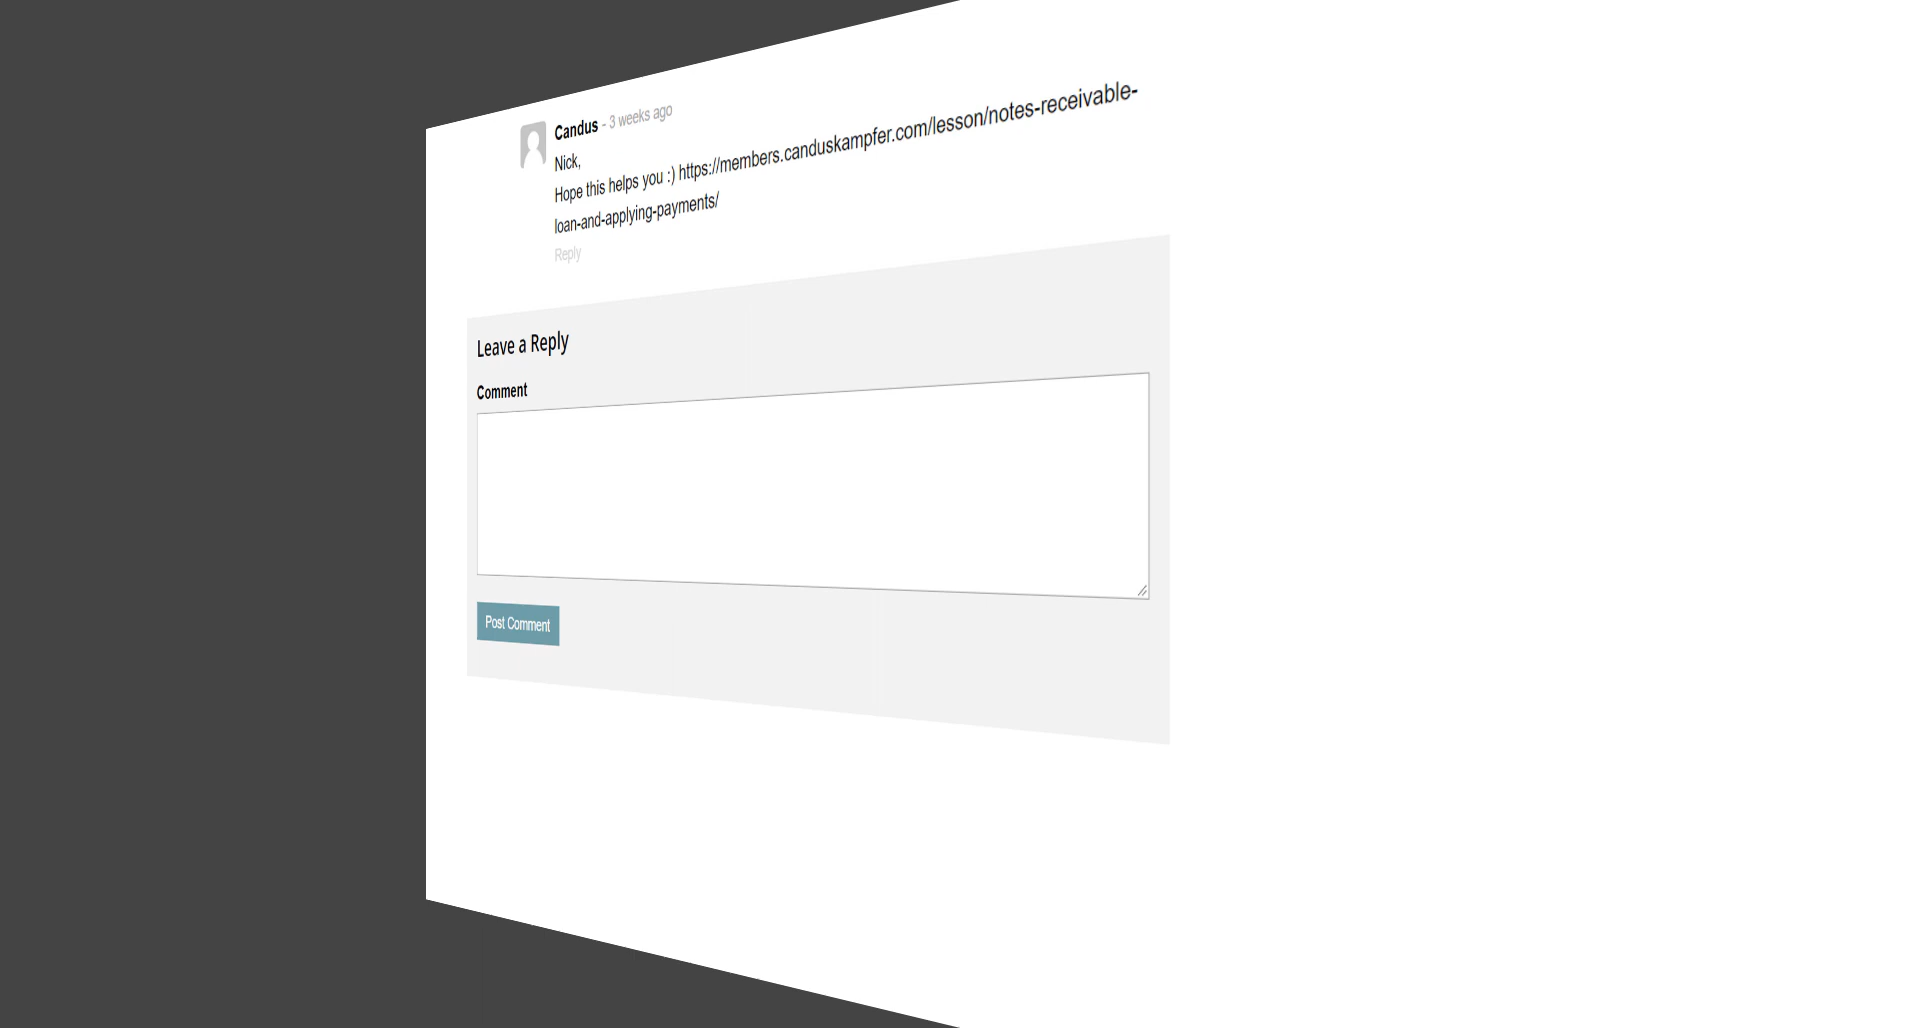 Candus - 3 weeks ago
Nick,
Hope this helps you :) https://members.canduskampfer.com/lesson/notes-receivable-
loan-and-applying-payments/
Reply
Leave a Reply
Comment
Post Comment